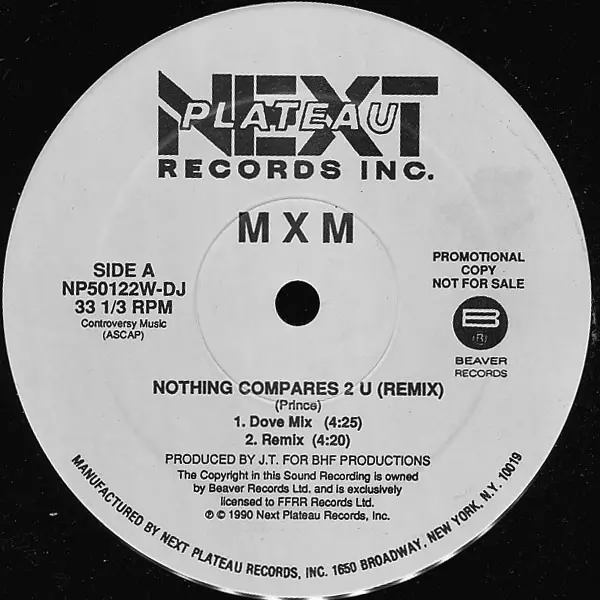 NEXT
PLATEAU
RECORDS INC.
M X M
SIDE A
NP50122W-DJ
33 1/3 RPM
Controversy Music
(ASCAP)
PROMOTIONAL
COPY
NOT FOR SALE
B
(R)
BEAVER
RECORDS
NOTHING COMPARES 2 U (REMIX)
(Prince)
1. Dove Mix (4:25)
2. Remix (4:20)
PRODUCED BY J.T. FOR BHF PRODUCTIONS
The Copyright in this Sound Recording is owned
by Beaver Records Ltd. and is exclusively
licensed to FFRR Records Ltd.
℗ © 1990 Next Plateau Records, Inc.
MANUFACTURED BY NEXT PLATEAU RECORDS, INC. 1650 BROADWAY, NEW YORK, N.Y. 10019